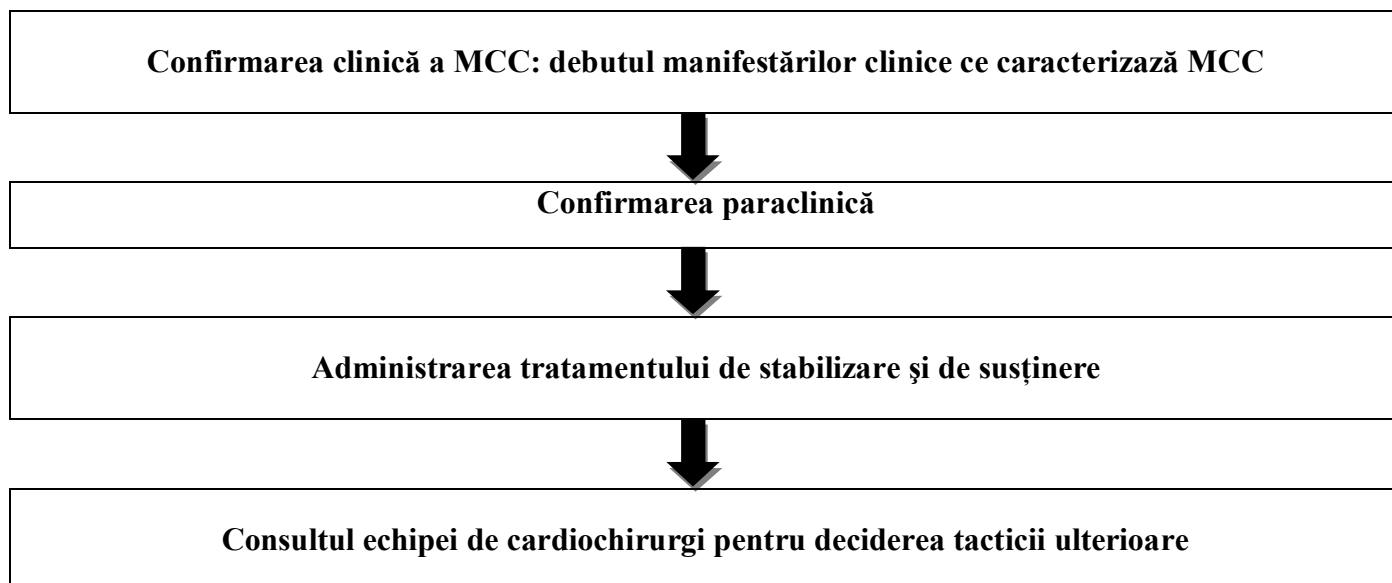 Confirmarea clinică a MCC: debutul manifestărilor clinice ce caracterizază MCC
Confirmarea paraclinică
Administrarea tratamentului de stabilizare şi de susținere
Consultul echipei de cardiochirurgi pentru deciderea tacticii ulterioare